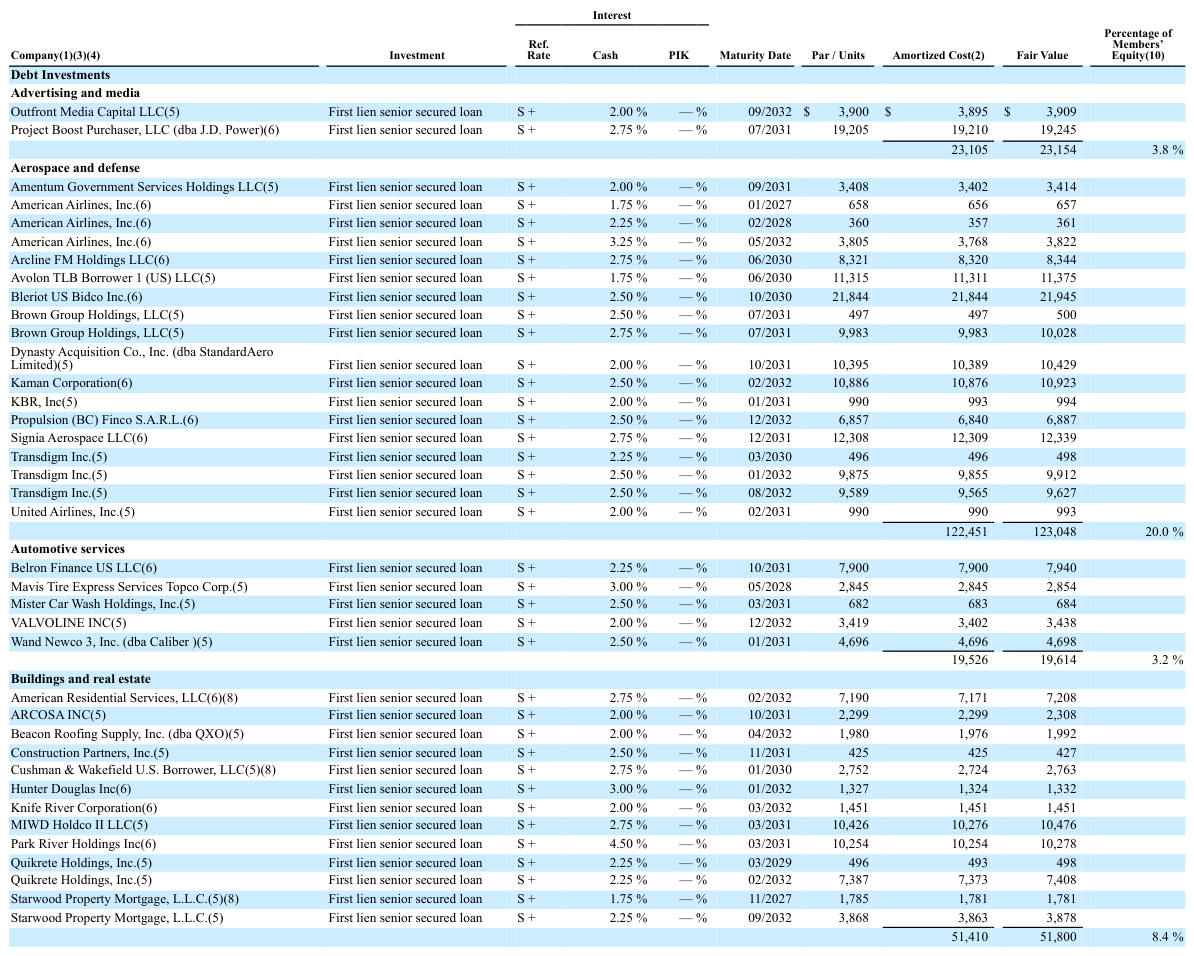 Interest
Company(1)(3)(4) Investment Ref. Rate Cash PIK Maturity Date Par / Units Amortized Cost(2) Fair Value Percentage of Members’ Equity(10)
Debt Investments
Advertising and media
Outfront Media Capital LLC(5) First lien senior secured loan S + 2.00 % — % 09/2032 $ 3,900 $ 3,895 $ 3,909
Project Boost Purchaser, LLC (dba J.D. Power)(6) First lien senior secured loan S + 2.75 % — % 07/2031 19,205 19,210 19,245
23,105 23,154 3.8 %
Aerospace and defense
Amentum Government Services Holdings LLC(5) First lien senior secured loan S + 2.00 % — % 09/2031 3,408 3,402 3,414
American Airlines, Inc.(6) First lien senior secured loan S + 1.75 % — % 01/2027 658 656 657
American Airlines, Inc.(6) First lien senior secured loan S + 2.25 % — % 02/2028 360 357 361
American Airlines, Inc.(6) First lien senior secured loan S + 3.25 % — % 05/2032 3,805 3,768 3,822
Arcline FM Holdings LLC(6) First lien senior secured loan S + 2.75 % — % 06/2030 8,321 8,320 8,344
Avolon TLB Borrower 1 (US) LLC(5) First lien senior secured loan S + 1.75 % — % 06/2030 11,315 11,311 11,375
Bleriot US Bidco Inc.(6) First lien senior secured loan S + 2.50 % — % 10/2030 21,844 21,844 21,945
Brown Group Holdings, LLC(5) First lien senior secured loan S + 2.50 % — % 07/2031 497 497 500
Brown Group Holdings, LLC(5) First lien senior secured loan S + 2.75 % — % 07/2031 9,983 9,983 10,028
Dynasty Acquisition Co., Inc. (dba StandardAero
Limited)(5) First lien senior secured loan S + 2.00 % — % 10/2031 10,395 10,389 10,429
Kaman Corporation(6) First lien senior secured loan S + 2.50 % — % 02/2032 10,886 10,876 10,923
KBR, Inc(5) First lien senior secured loan S + 2.00 % — % 01/2031 990 993 994
Propulsion (BC) Finco S.A.R.L.(6) First lien senior secured loan S + 2.50 % — % 12/2032 6,857 6,840 6,887
Signia Aerospace LLC(6) First lien senior secured loan S + 2.75 % — % 12/2031 12,308 12,309 12,339
Transdigm Inc.(5) First lien senior secured loan S + 2.25 % — % 03/2030 496 496 498
Transdigm Inc.(5) First lien senior secured loan S + 2.50 % — % 01/2032 9,875 9,855 9,912
Transdigm Inc.(5) First lien senior secured loan S + 2.50 % — % 08/2032 9,589 9,565 9,627
United Airlines, Inc.(5) First lien senior secured loan S + 2.00 % — % 02/2031 990 990 993
122,451 123,048 20.0 %
Automotive services
Belron Finance US LLC(6) First lien senior secured loan S + 2.25 % — % 10/2031 7,900 7,900 7,940
Mavis Tire Express Services Topco Corp.(5) First lien senior secured loan S + 3.00 % — % 05/2028 2,845 2,845 2,854
Mister Car Wash Holdings, Inc.(5) First lien senior secured loan S + 2.50 % — % 03/2031 682 683 684
VALVOLINE INC(5) First lien senior secured loan S + 2.00 % — % 12/2032 3,419 3,402 3,438
Wand Newco 3, Inc. (dba Caliber )(5) First lien senior secured loan S + 2.50 % — % 01/2031 4,696 4,696 4,698
19,526 19,614 3.2 %
Buildings and real estate
American Residential Services, LLC(6)(8) First lien senior secured loan S + 2.75 % — % 02/2032 7,190 7,171 7,208
ARCOSA INC(5) First lien senior secured loan S + 2.00 % — % 10/2031 2,299 2,299 2,308
Beacon Roofing Supply, Inc. (dba QXO)(5) First lien senior secured loan S + 2.00 % — % 04/2032 1,980 1,976 1,992
Construction Partners, Inc.(5) First lien senior secured loan S + 2.50 % — % 11/2031 425 425 427
Cushman & Wakefield U.S. Borrower, LLC(5)(8) First lien senior secured loan S + 2.75 % — % 01/2030 2,752 2,724 2,763
Hunter Douglas Inc(6) First lien senior secured loan S + 3.00 % — % 01/2032 1,327 1,324 1,332
Knife River Corporation(6) First lien senior secured loan S + 2.00 % — % 03/2032 1,451 1,451 1,451
MIWD Holdco II LLC(5) First lien senior secured loan S + 2.75 % — % 03/2031 10,426 10,276 10,476
Park River Holdings Inc(6) First lien senior secured loan S + 4.50 % — % 03/2031 10,254 10,254 10,278
Quikrete Holdings, Inc.(5) First lien senior secured loan S + 2.25 % — % 03/2029 496 493 498
Quikrete Holdings, Inc.(5) First lien senior secured loan S + 2.25 % — % 02/2032 7,387 7,373 7,408
Starwood Property Mortgage, L.L.C.(5)(8) First lien senior secured loan S + 1.75 % — % 11/2027 1,785 1,781 1,781
Starwood Property Mortgage, L.L.C.(5) First lien senior secured loan S + 2.25 % — % 09/2032 3,868 3,863 3,878
51,410 51,800 8.4 %